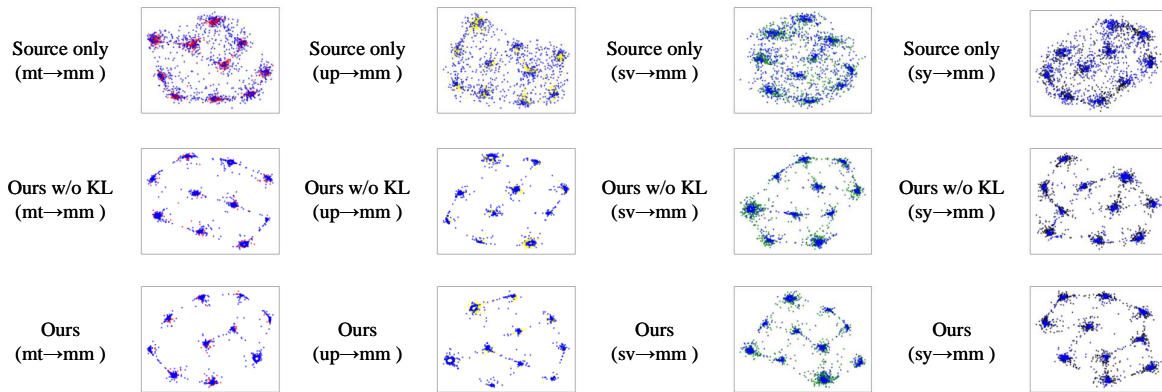 Source only
(mt→mm )
Source only
(up→mm )
Source only
(sv→mm )
Source only
(sy→mm )
Ours w/o KL
(mt→mm )
Ours w/o KL
(up→mm )
Ours w/o KL
(sv→mm )
Ours w/o KL
(sy→mm )
Ours
(mt→mm )
Ours
(up→mm )
Ours
(sv→mm )
Ours
(sy→mm )